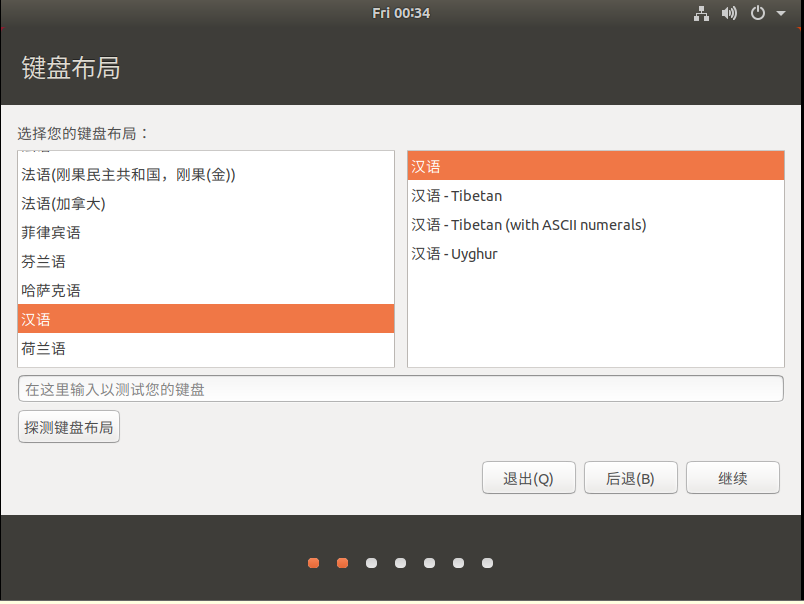 Fri 00:34
键盘布局
选择您的键盘布局：
法语(刚果民主共和国，刚果(金))
法语(加拿大)
菲律宾语
芬兰语
哈萨克语
汉语
荷兰语
汉语
汉语 - Tibetan
汉语 - Tibetan (with ASCII numerals)
汉语 - Uyghur
在这里输入以测试您的键盘
探测键盘布局
退出(Q)
后退(B)
继续